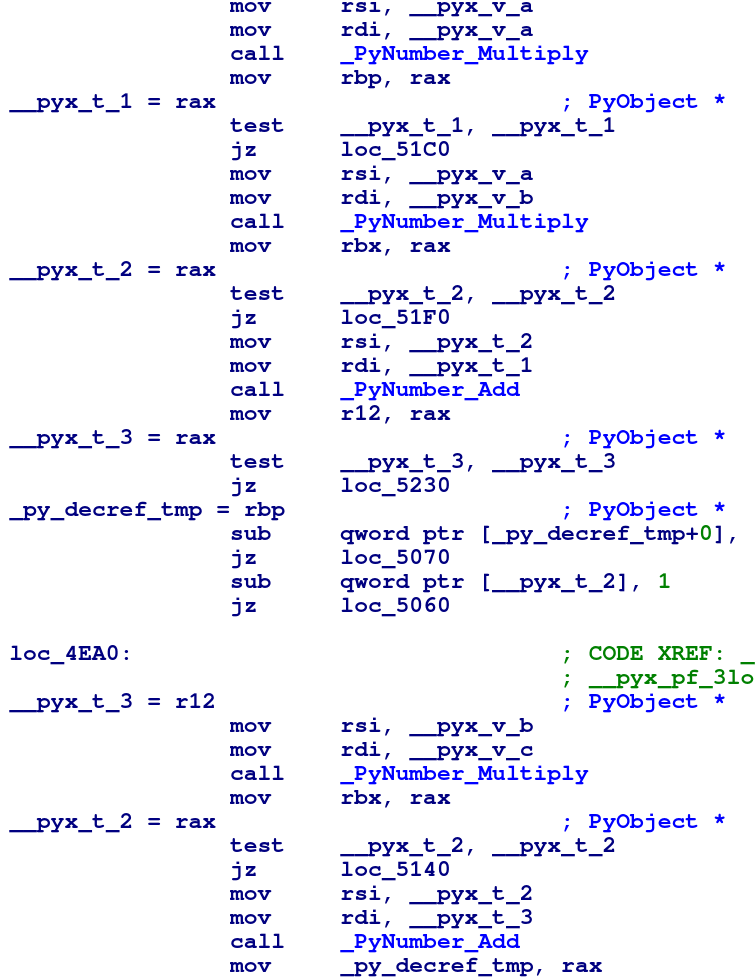 mov rsi, __pyx_v_a
mov rdi, __pyx_v_a
call _PyNumber_Multiply
mov rbp, rax
__pyx_t_1 = rax ; PyObject *
test __pyx_t_1, __pyx_t_1
jz loc_51C0
mov rsi, __pyx_v_a
mov rdi, __pyx_v_b
call _PyNumber_Multiply
mov rbx, rax
__pyx_t_2 = rax ; PyObject *
test __pyx_t_2, __pyx_t_2
jz loc_51F0
mov rsi, __pyx_t_2
mov rdi, __pyx_t_1
call _PyNumber_Add
mov r12, rax
__pyx_t_3 = rax ; PyObject *
test __pyx_t_3, __pyx_t_3
jz loc_5230
_py_decref_tmp = rbp ; PyObject *
sub qword ptr [_py_decref_tmp+0],
jz loc_5070
sub qword ptr [__pyx_t_2], 1
jz loc_5060
loc_4EA0: ; CODE XREF: _
; __pyx_pf_3lo
__pyx_t_3 = r12 ; PyObject *
mov rsi, __pyx_v_b
mov rdi, __pyx_v_c
call _PyNumber_Multiply
mov rbx, rax
__pyx_t_2 = rax ; PyObject *
test __pyx_t_2, __pyx_t_2
jz loc_5140
mov rsi, __pyx_t_2
mov rdi, __pyx_t_3
call _PyNumber_Add
mov _py_decref_tmp, rax